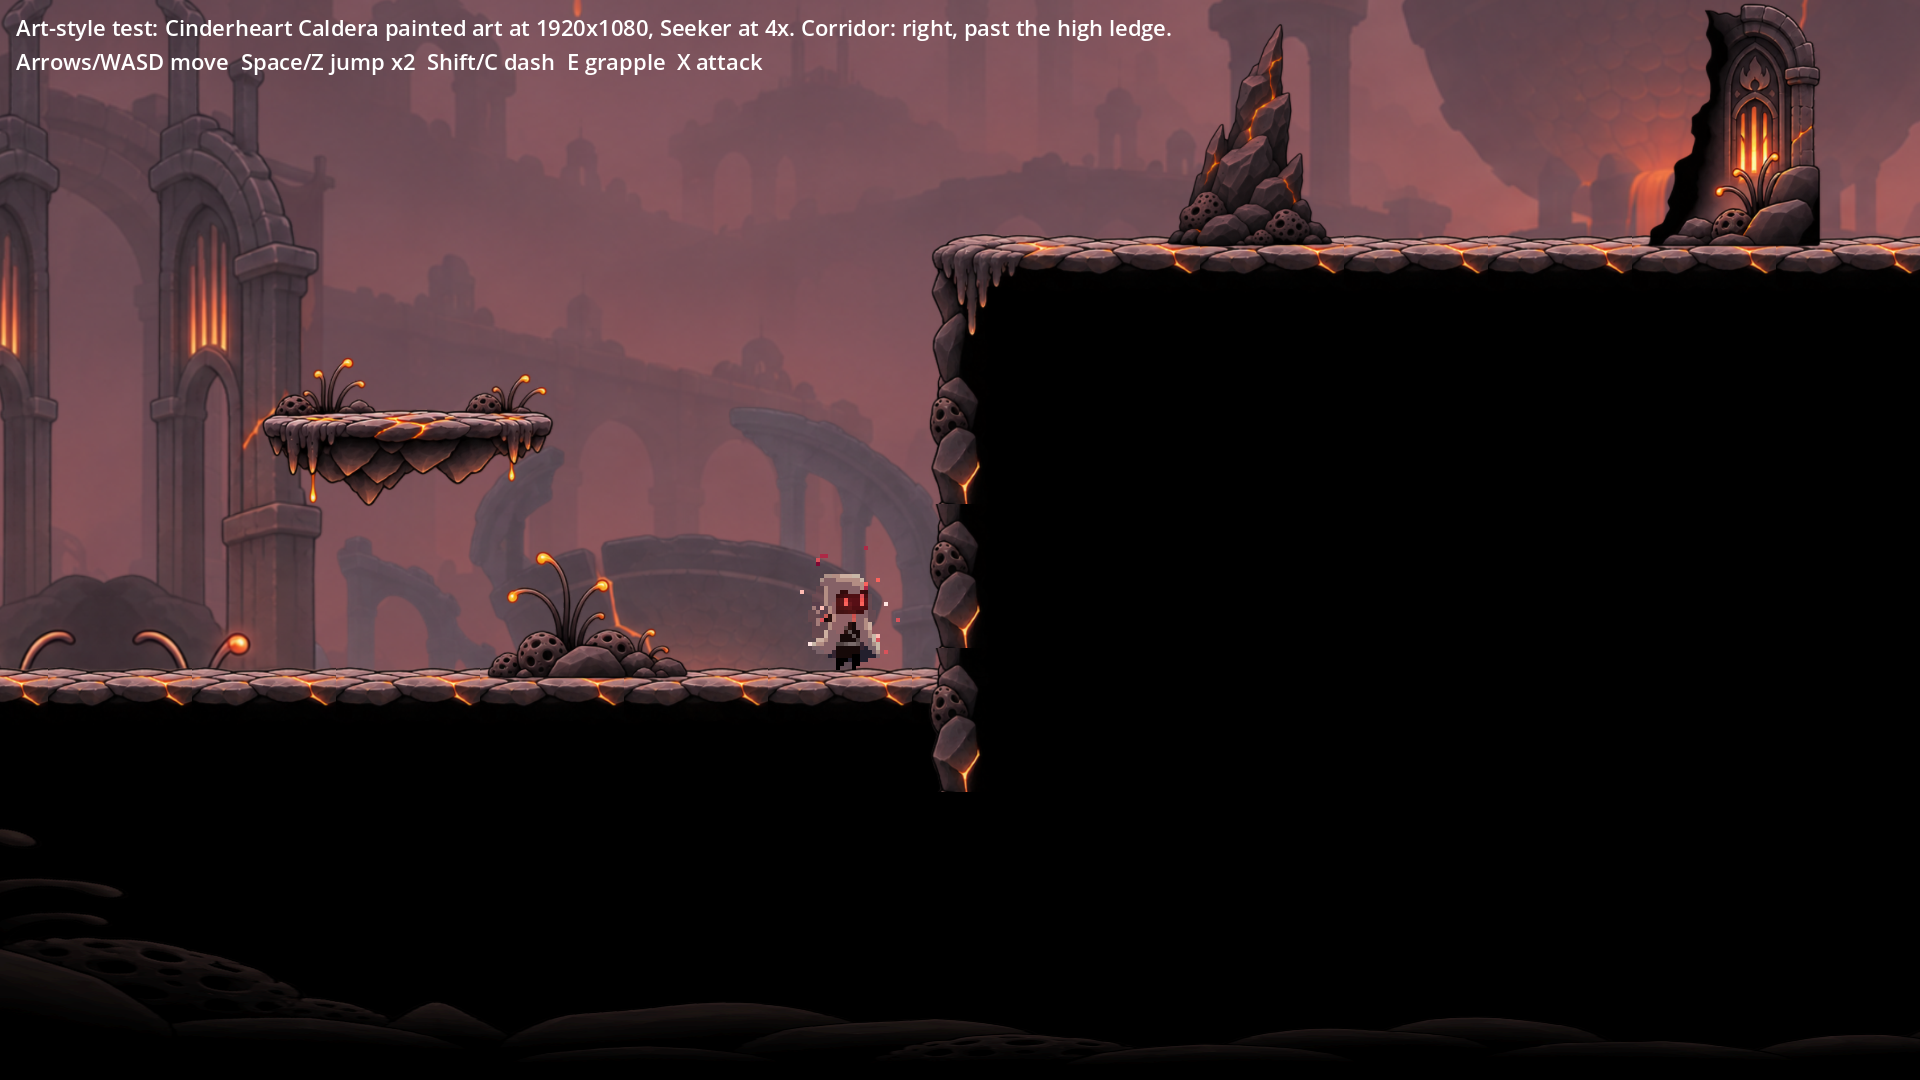 Art-style test: Cinderheart Caldera painted art at 1920x1080, Seeker at 4x. Corridor: right, past the high ledge.
Arrows/WASD move  Space/Z jump x2  Shift/C dash  E grapple  X attack